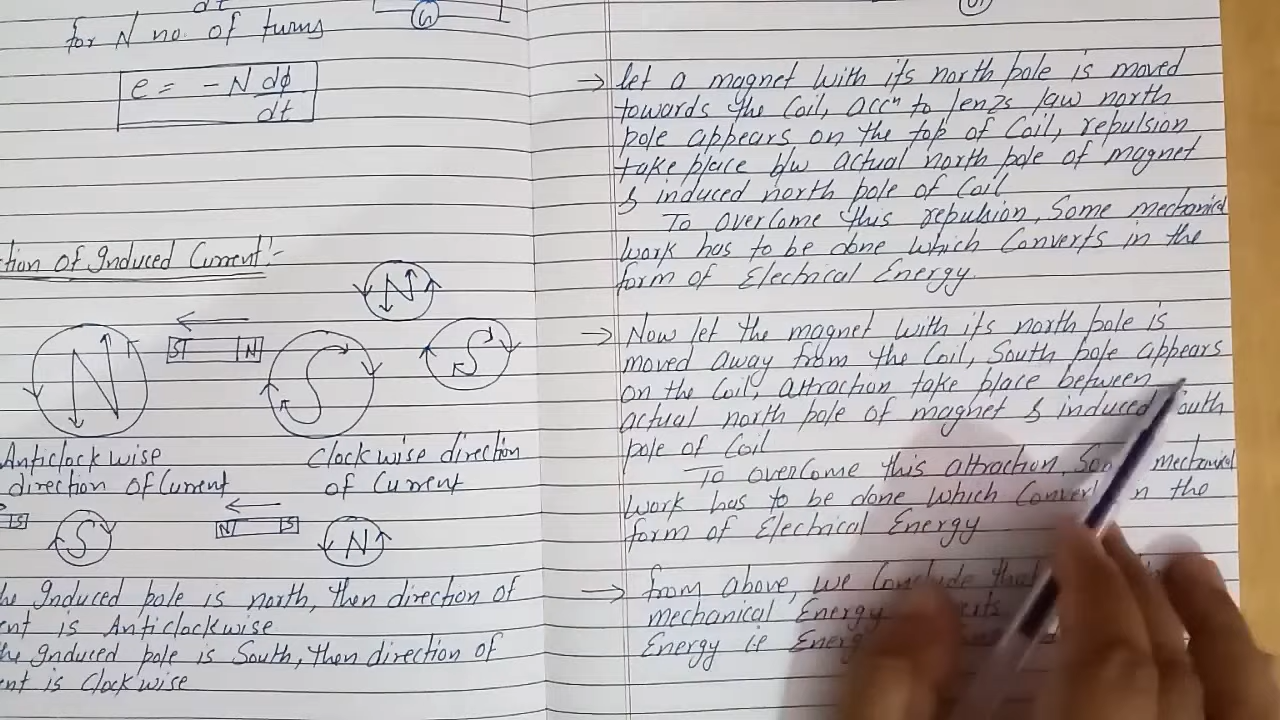 dt
for N no. of turns
e = -N dφ
dt
tion of Induced Current:-
N
S N
N
S
S
Anticlockwise
direction of Current
Clockwise direction
of Current
S
S
N S
N
he Induced pole is north, then direction of
ent is Anticlockwise
he Induced pole is South, then direction of
ent is Clockwise
→ let a magnet with its north pole is moved
towards the Coil, accn to lenzs law north
pole appears on the top of Coil, repulsion
take place b/w actual north pole of magnet
& induced north pole of Coil
To overcome this repulsion, Some mechanical
work has to be done which Converts in the
form of Electrical Energy.
→ Now let the magnet with its north pole is
moved away from the Coil, South pole appears
on the Coil, attraction take place between
actual north pole of magnet & induced outh
pole of Coil
To overcome this attraction, So mechanical
work has to be done which Convert n the
form of Electrical Energy
→ from above, we Conclude tha
mechanical Energy
Energy i.e Energ